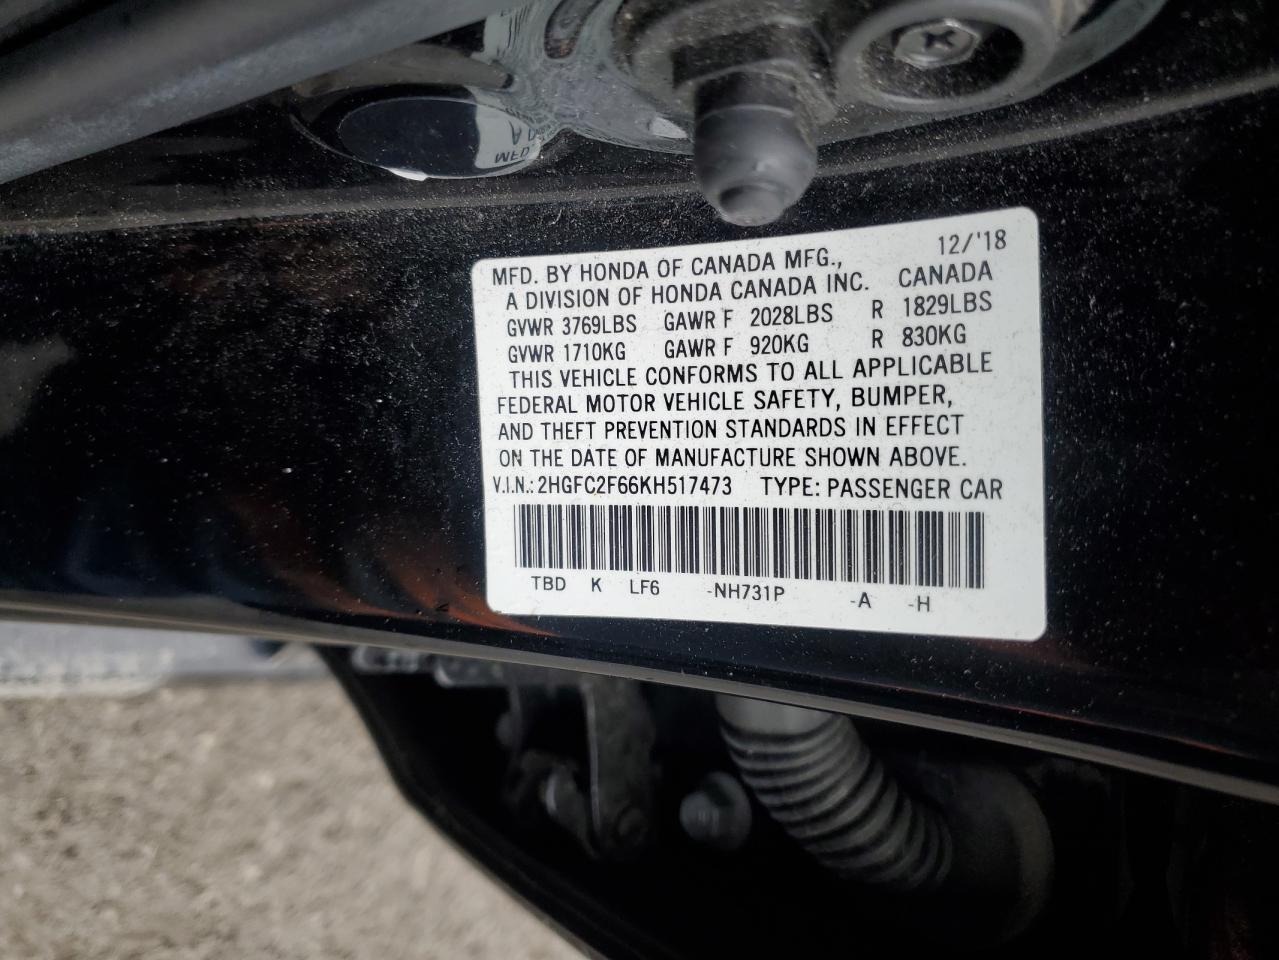 12/'18
MFD. BY HONDA OF CANADA MFG.,
A DIVISION OF HONDA CANADA INC. CANADA
GVWR 3769LBS GAWR F 2028LBS R 1829LBS
GVWR 1710KG GAWR F 920KG R 830KG
THIS VEHICLE CONFORMS TO ALL APPLICABLE
FEDERAL MOTOR VEHICLE SAFETY, BUMPER,
AND THEFT PREVENTION STANDARDS IN EFFECT
ON THE DATE OF MANUFACTURE SHOWN ABOVE.
V.I.N.: 2HGFC2F66KH517473 TYPE: PASSENGER CAR
TBD K LF6 -NH731P -A -H